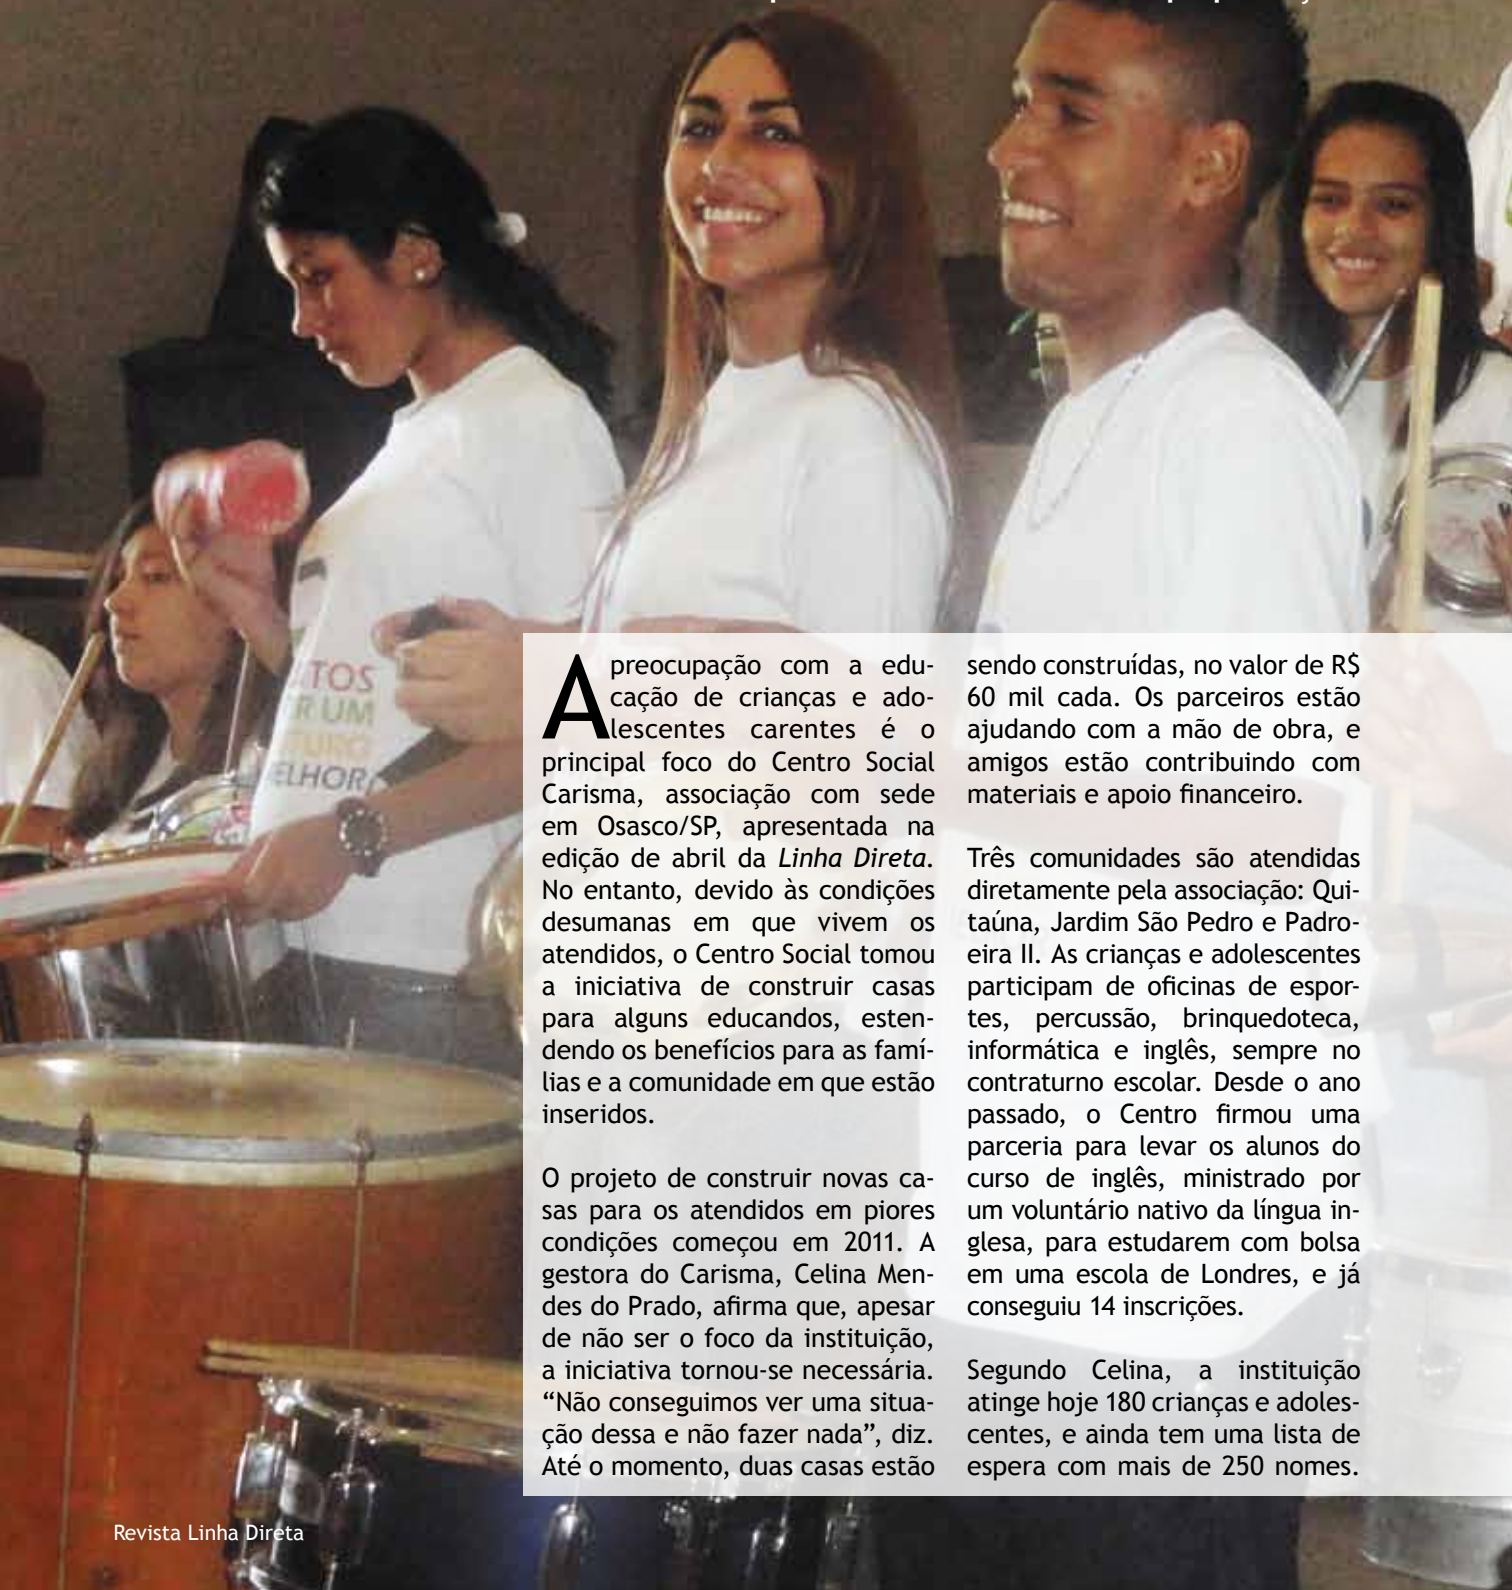 TOS
R UM
TURO
ELHOR
A preocupação com a edu-
cação de crianças e ado-
lescentes carentes é o
principal foco do Centro Social
Carisma, associação com sede
em Osasco/SP, apresentada na
edição de abril da Linha Direta.
No entanto, devido às condições
desumanas em que vivem os
atendidos, o Centro Social tomou
a iniciativa de construir casas
para alguns educandos, esten-
dendo os benefícios para as famí-
lias e a comunidade em que estão
inseridos.
O projeto de construir novas ca-
sas para os atendidos em piores
condições começou em 2011. A
gestora do Carisma, Celina Men-
des do Prado, afirma que, apesar
de não ser o foco da instituição,
a iniciativa tornou-se necessária.
“Não conseguimos ver uma situa-
ção dessa e não fazer nada”, diz.
Até o momento, duas casas estão
sendo construídas, no valor de R$
60 mil cada. Os parceiros estão
ajudando com a mão de obra, e
amigos estão contribuindo com
materiais e apoio financeiro.
Três comunidades são atendidas
diretamente pela associação: Qui-
taúna, Jardim São Pedro e Padro-
eira II. As crianças e adolescentes
participam de oficinas de espor-
tes, percussão, brinquedoteca,
informática e inglês, sempre no
contraturno escolar. Desde o ano
passado, o Centro firmou uma
parceria para levar os alunos do
curso de inglês, ministrado por
um voluntário nativo da língua in-
glesa, para estudarem com bolsa
em uma escola de Londres, e já
conseguiu 14 inscrições.
Segundo Celina, a instituição
atinge hoje 180 crianças e adoles-
centes, e ainda tem uma lista de
espera com mais de 250 nomes.
Revista Linha Direta